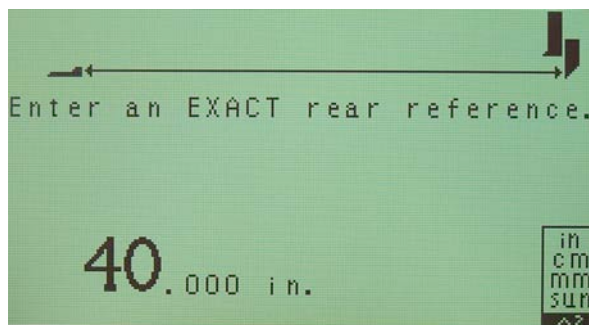 Enter an EXACT rear reference.
40.000 in.
in
cm
mm
sun